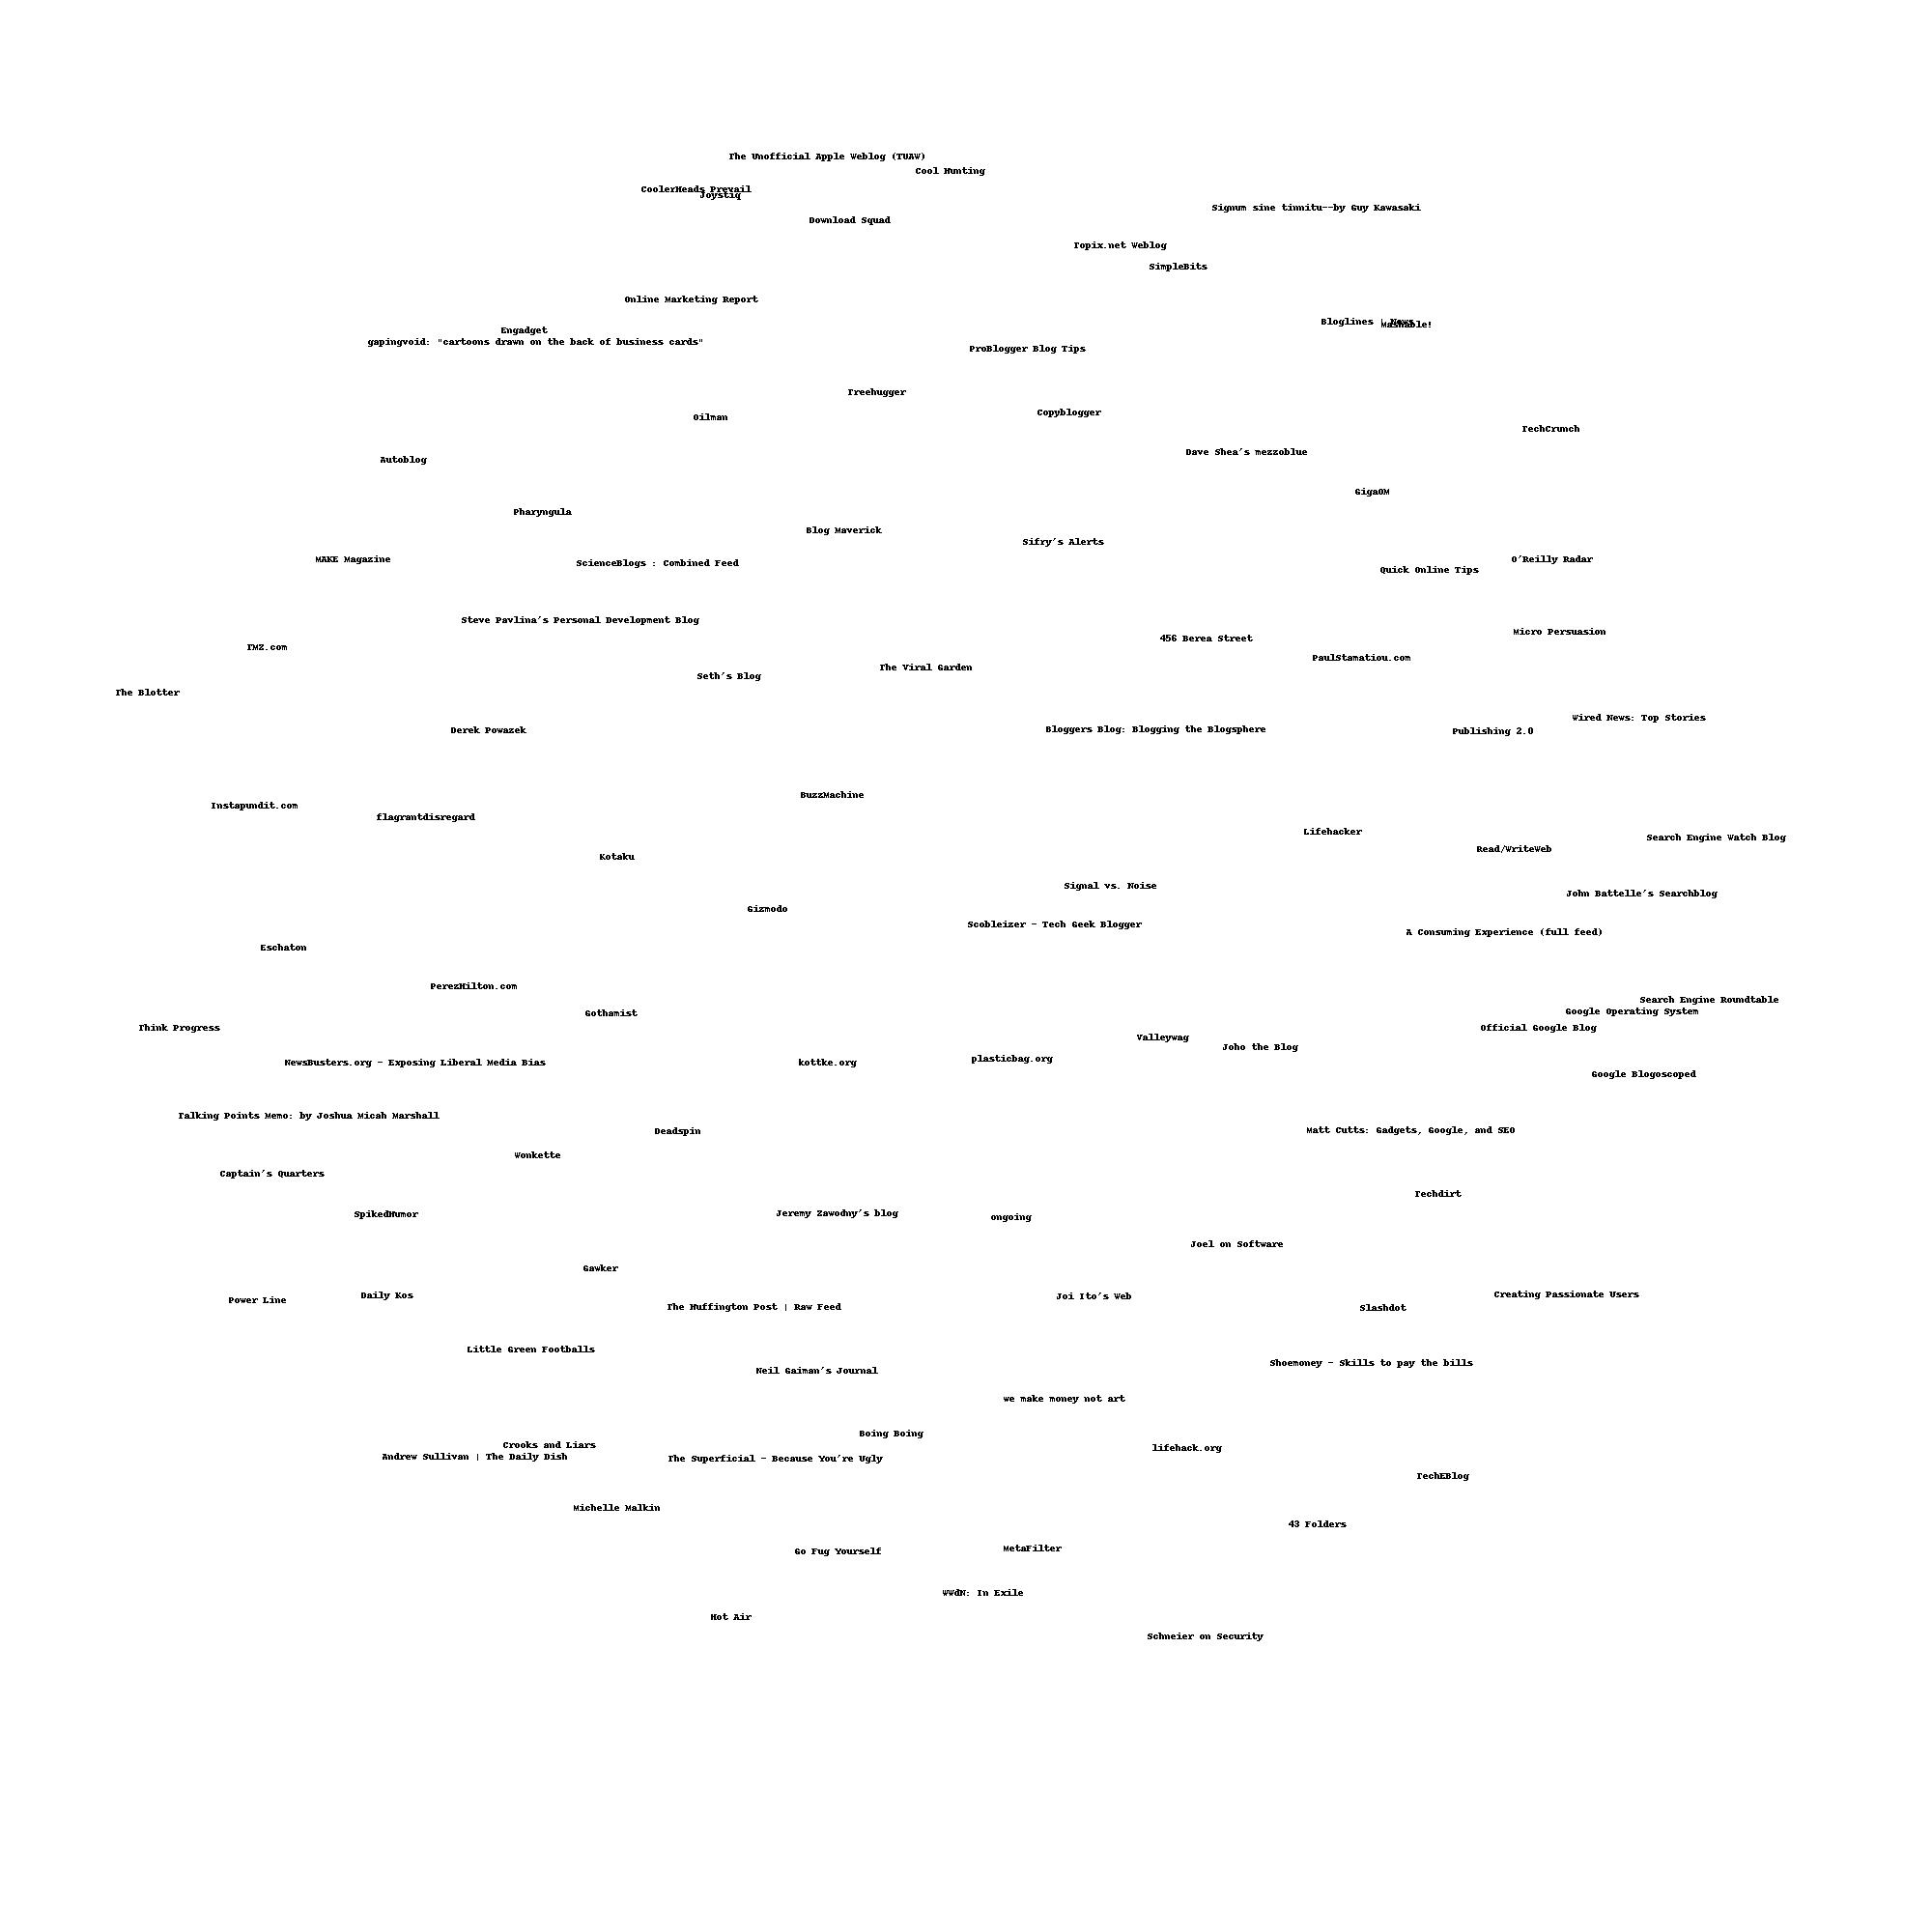 The Unofficial Apple Weblog (TUAW)
Cool Hunting
CoolerHeads Prevail
Joystiq
Signum sine tinnitu--by Guy Kawasaki
Download Squad
Topix.net Weblog
SimpleBits
Online Marketing Report
Bloglines | News
Mashable!
Engadget
gapingvoid: "cartoons drawn on the back of business cards"
ProBlogger Blog Tips
Treehugger
Copyblogger
Oilman
TechCrunch
Dave Shea's mezzoblue
Autoblog
GigaOM
Pharyngula
Blog Maverick
Sifry's Alerts
MAKE Magazine
ScienceBlogs : Combined Feed
O'Reilly Radar
Quick Online Tips
Steve Pavlina's Personal Development Blog
Micro Persuasion
456 Berea Street
TMZ.com
PaulStamatiou.com
The Viral Garden
Seth's Blog
The Blotter
Wired News: Top Stories
Derek Powazek
Bloggers Blog: Blogging the Blogsphere
Publishing 2.0
BuzzMachine
Instapundit.com
flagrantdisregard
Lifehacker
Search Engine Watch Blog
Read/WriteWeb
Kotaku
Signal vs. Noise
John Battelle's Searchblog
Gizmodo
Scobleizer - Tech Geek Blogger
A Consuming Experience (full feed)
Eschaton
PerezHilton.com
Search Engine Roundtable
Gothamist
Google Operating System
Think Progress
Official Google Blog
Valleywag
Joho the Blog
NewsBusters.org - Exposing Liberal Media Bias
kottke.org
plasticbag.org
Google Blogoscoped
Talking Points Memo: by Joshua Micah Marshall
Deadspin
Matt Cutts: Gadgets, Google, and SEO
Wonkette
Captain's Quarters
Techdirt
SpikedHumor
Jeremy Zawodny's blog
ongoing
Joel on Software
Gawker
Power Line
Daily Kos
The Huffington Post | Raw Feed
Joi Ito's Web
Slashdot
Creating Passionate Users
Little Green Footballs
Neil Gaiman's Journal
Shoemoney - Skills to pay the bills
we make money not art
Boing Boing
Crooks and Liars
lifehack.org
Andrew Sullivan | The Daily Dish
The Superficial - Because You're Ugly
TechEBlog
Michelle Malkin
43 Folders
Go Fug Yourself
MetaFilter
WWdN: In Exile
Hot Air
Schneier on Security